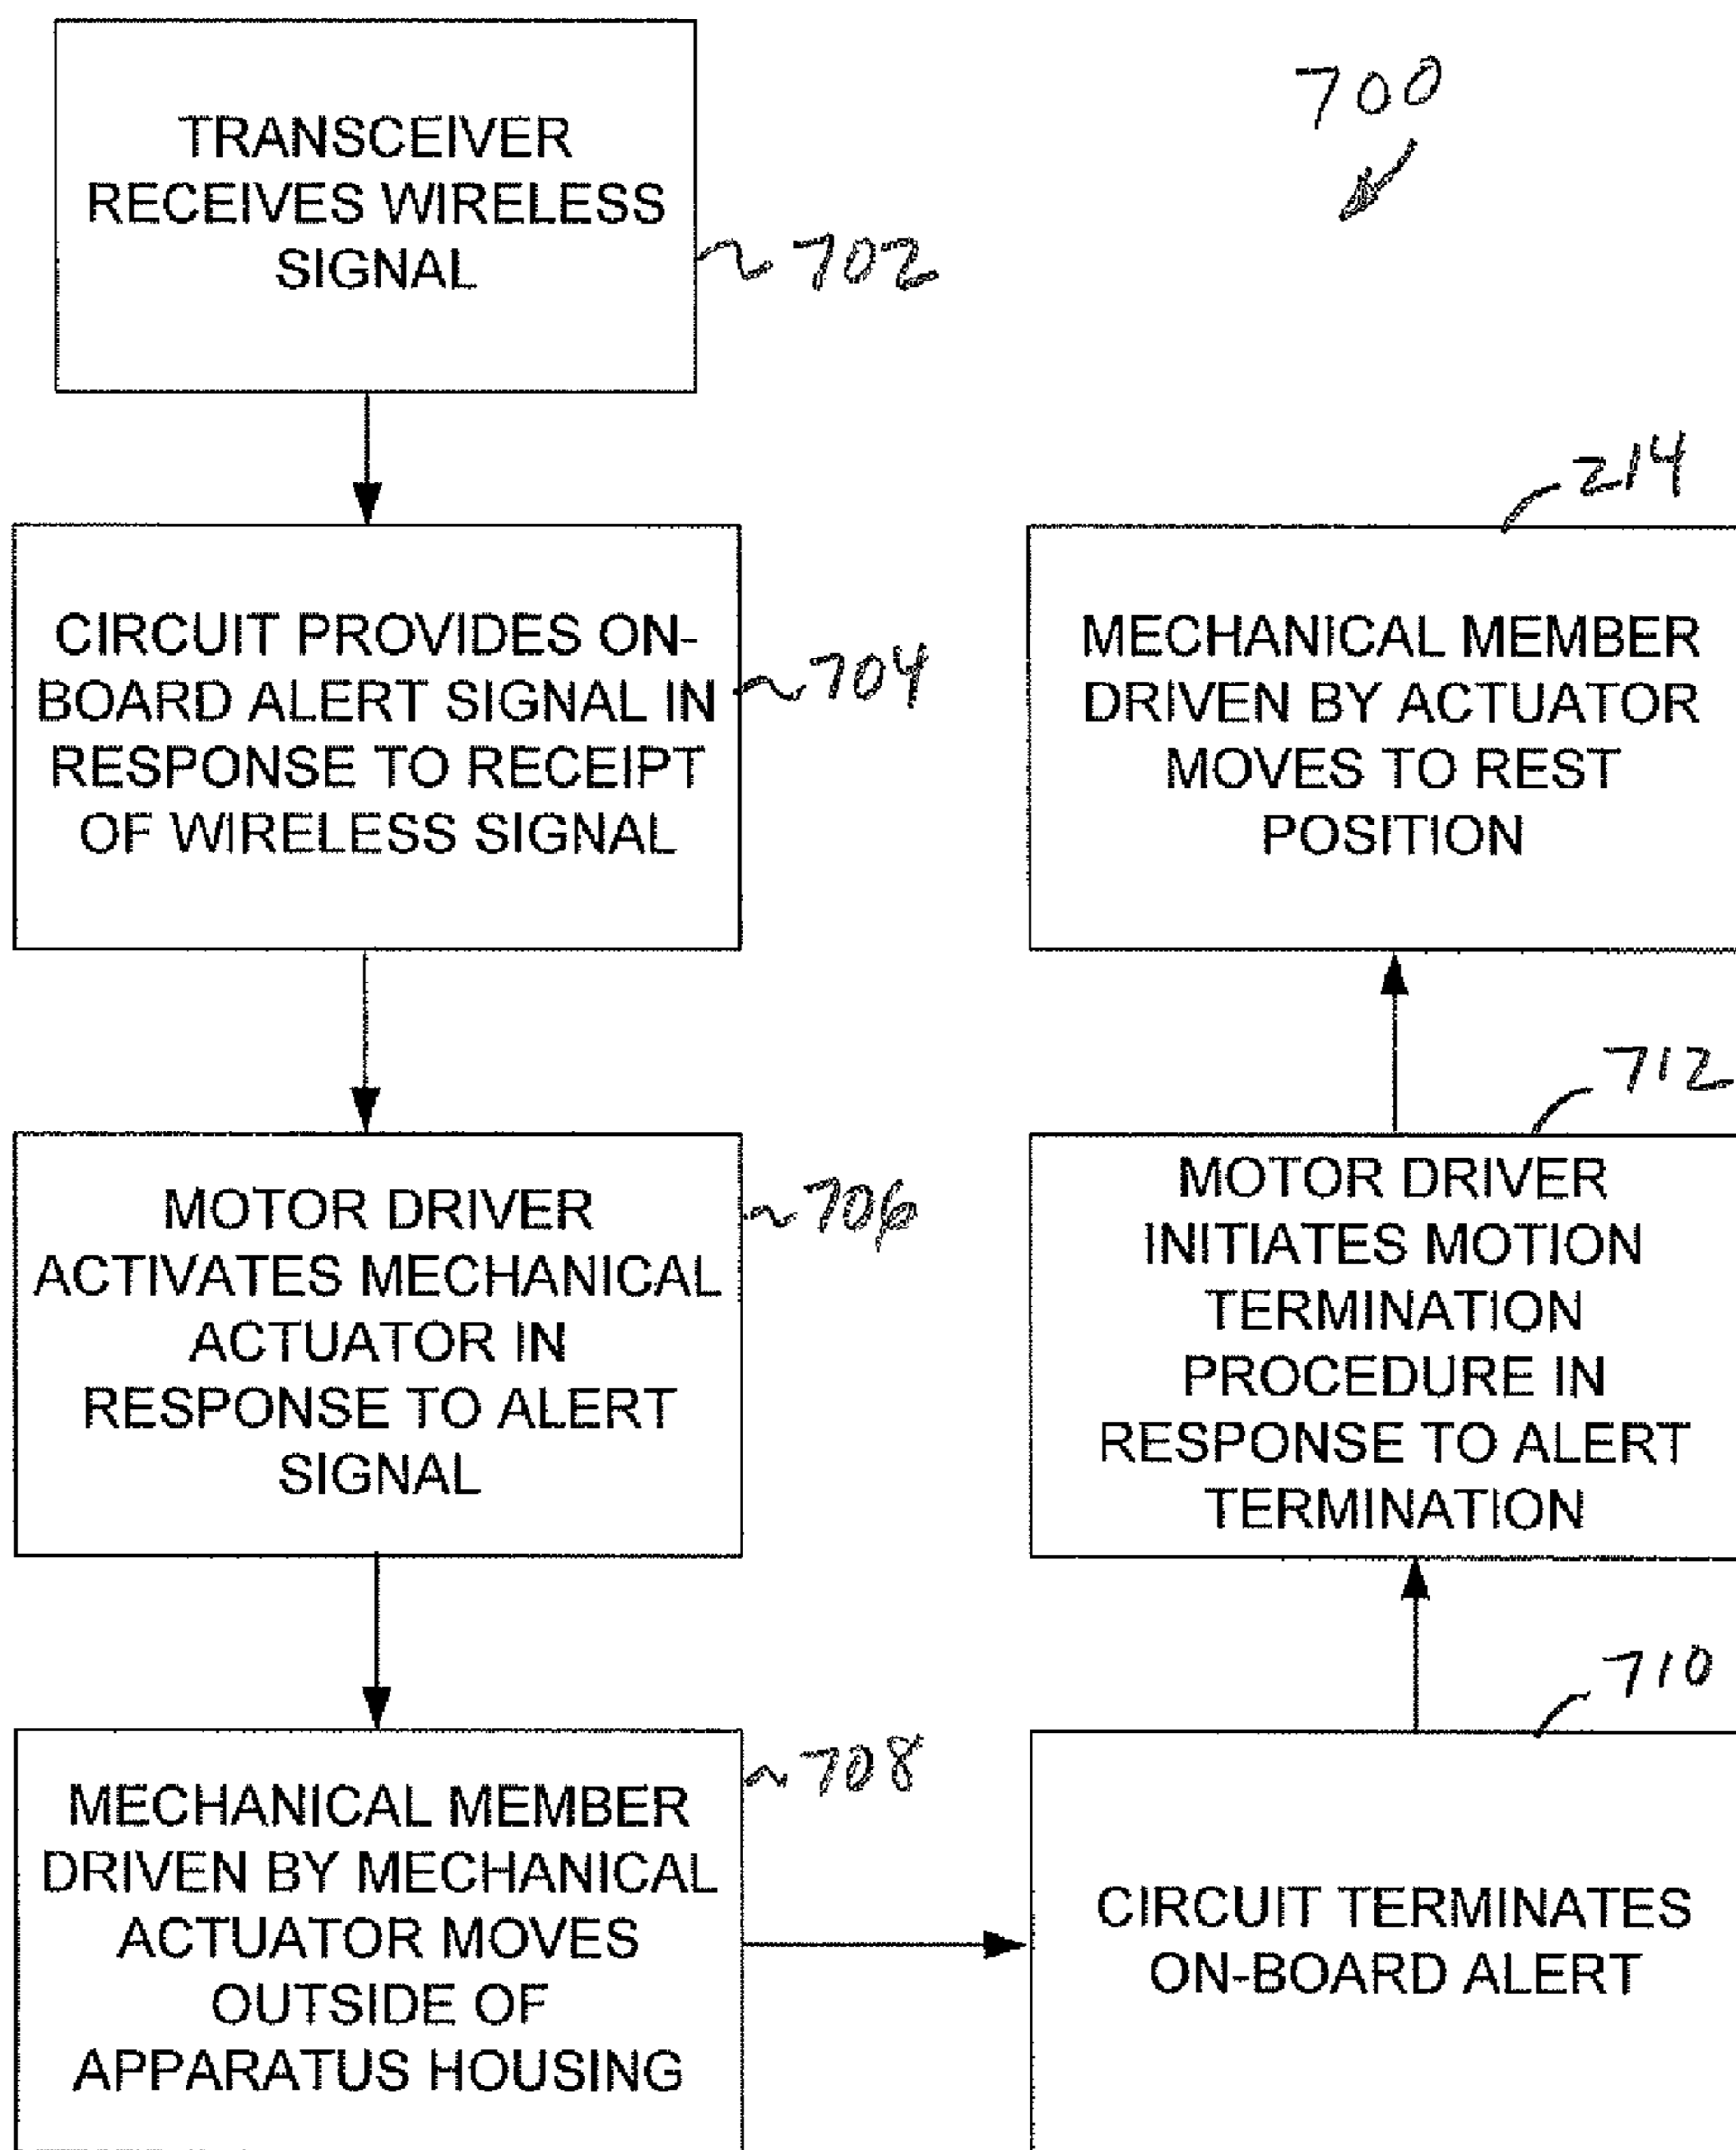 700
TRANSCEIVER
RECEIVES WIRELESS
SIGNAL
702
CIRCUIT PROVIDES ON-
BOARD ALERT SIGNAL IN
RESPONSE TO RECEIPT
OF WIRELESS SIGNAL
704
MOTOR DRIVER
ACTIVATES MECHANICAL
ACTUATOR IN
RESPONSE TO ALERT
SIGNAL
706
MECHANICAL MEMBER
DRIVEN BY MECHANICAL
ACTUATOR MOVES
OUTSIDE OF
APPARATUS HOUSING
708
710
CIRCUIT TERMINATES
ON-BOARD ALERT
712
MOTOR DRIVER
INITIATES MOTION
TERMINATION
PROCEDURE IN
RESPONSE TO ALERT
TERMINATION
214
MECHANICAL MEMBER
DRIVEN BY ACTUATOR
MOVES TO REST
POSITION